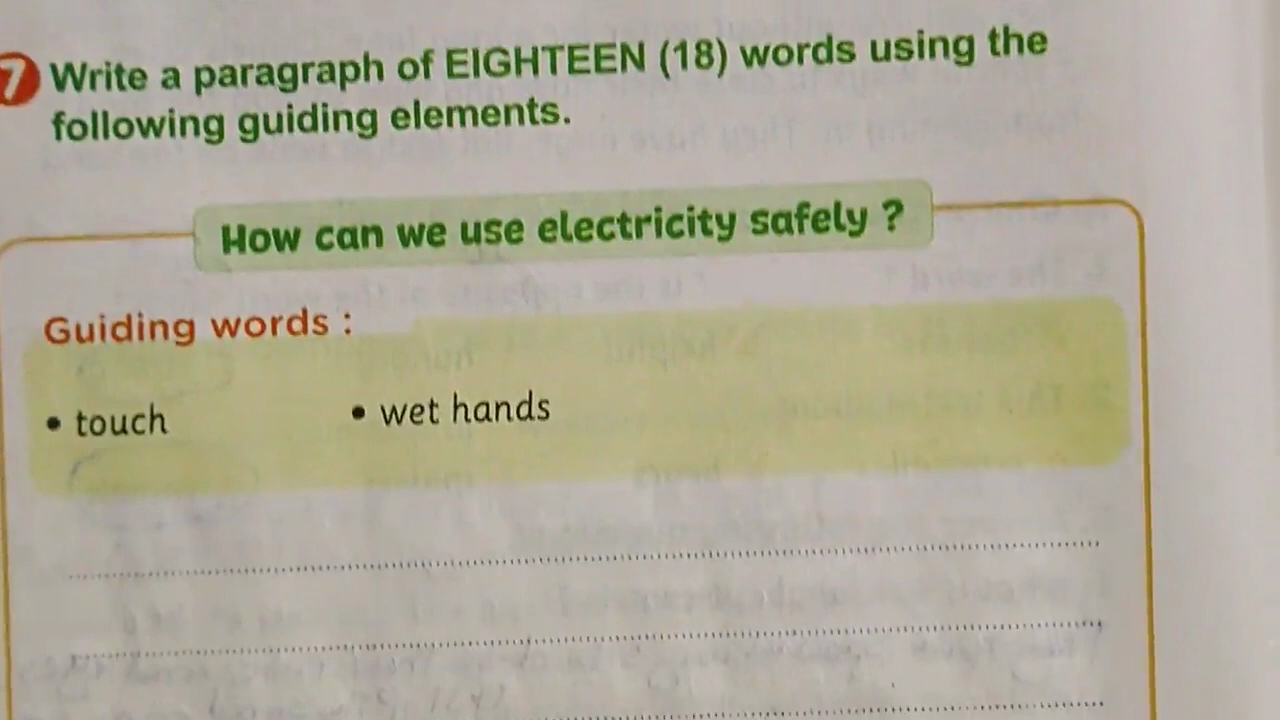 7 Write a paragraph of EIGHTEEN (18) words using the
following guiding elements.
How can we use electricity safely ?
Guiding words :
• touch • wet hands